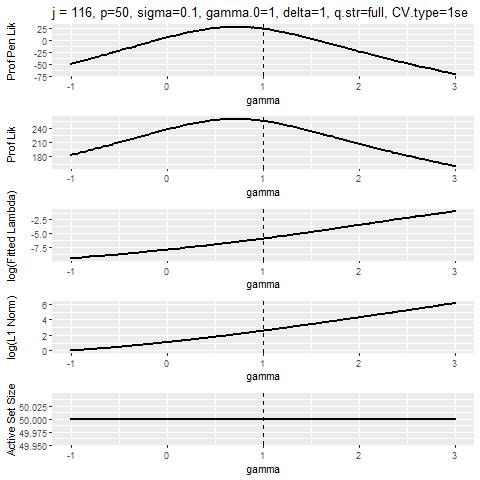 j = 116, p=50, sigma=0.1, gamma.0=1, delta=1, q.str=full, CV.type=1se
Prof Pen Lik
25
0
-25
-50
-75
-1 0 1 2 3
gamma
Prof Lik
240
210
180
-1 0 1 2 3
gamma
log(Fitted Lambda)
-2.5
-5.0
-7.5
-1 0 1 2 3
gamma
log(L1 Norm)
6
4
2
0
-1 0 1 2 3
gamma
Active Set Size
50.025
50.000
49.975
49.950
-1 0 1 2 3
gamma